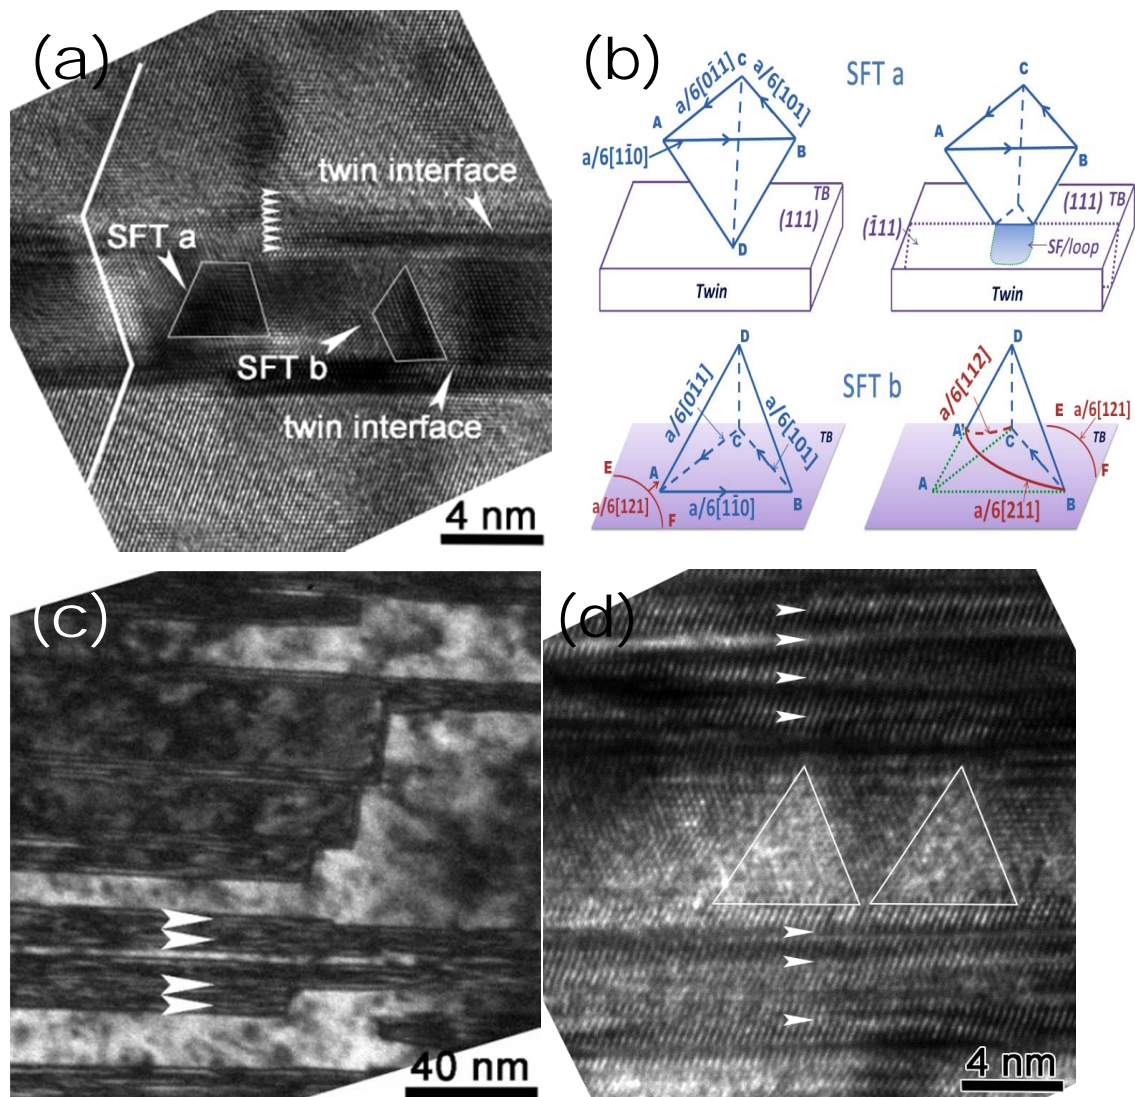 (a)
twin interface
SFT a
SFT b
twin interface
4 nm
(b)
SFT a
C
a/6[01̄1]
a/6[101]
A
B
a/6[11̄0]
D
TB
(111)
Twin
C
A
B
(111) TB
(1̄11)
SF/loop
Twin
SFT b
D
a/6[01̄1]
a/6[101]
C
TB
E
A
a/6[121]
F
a/6[11̄0]
B
D
a/6[112]
A'
C
E
a/6[121]
TB
F
A
a/6[211]
B
(c)
40 nm
(d)
4 nm